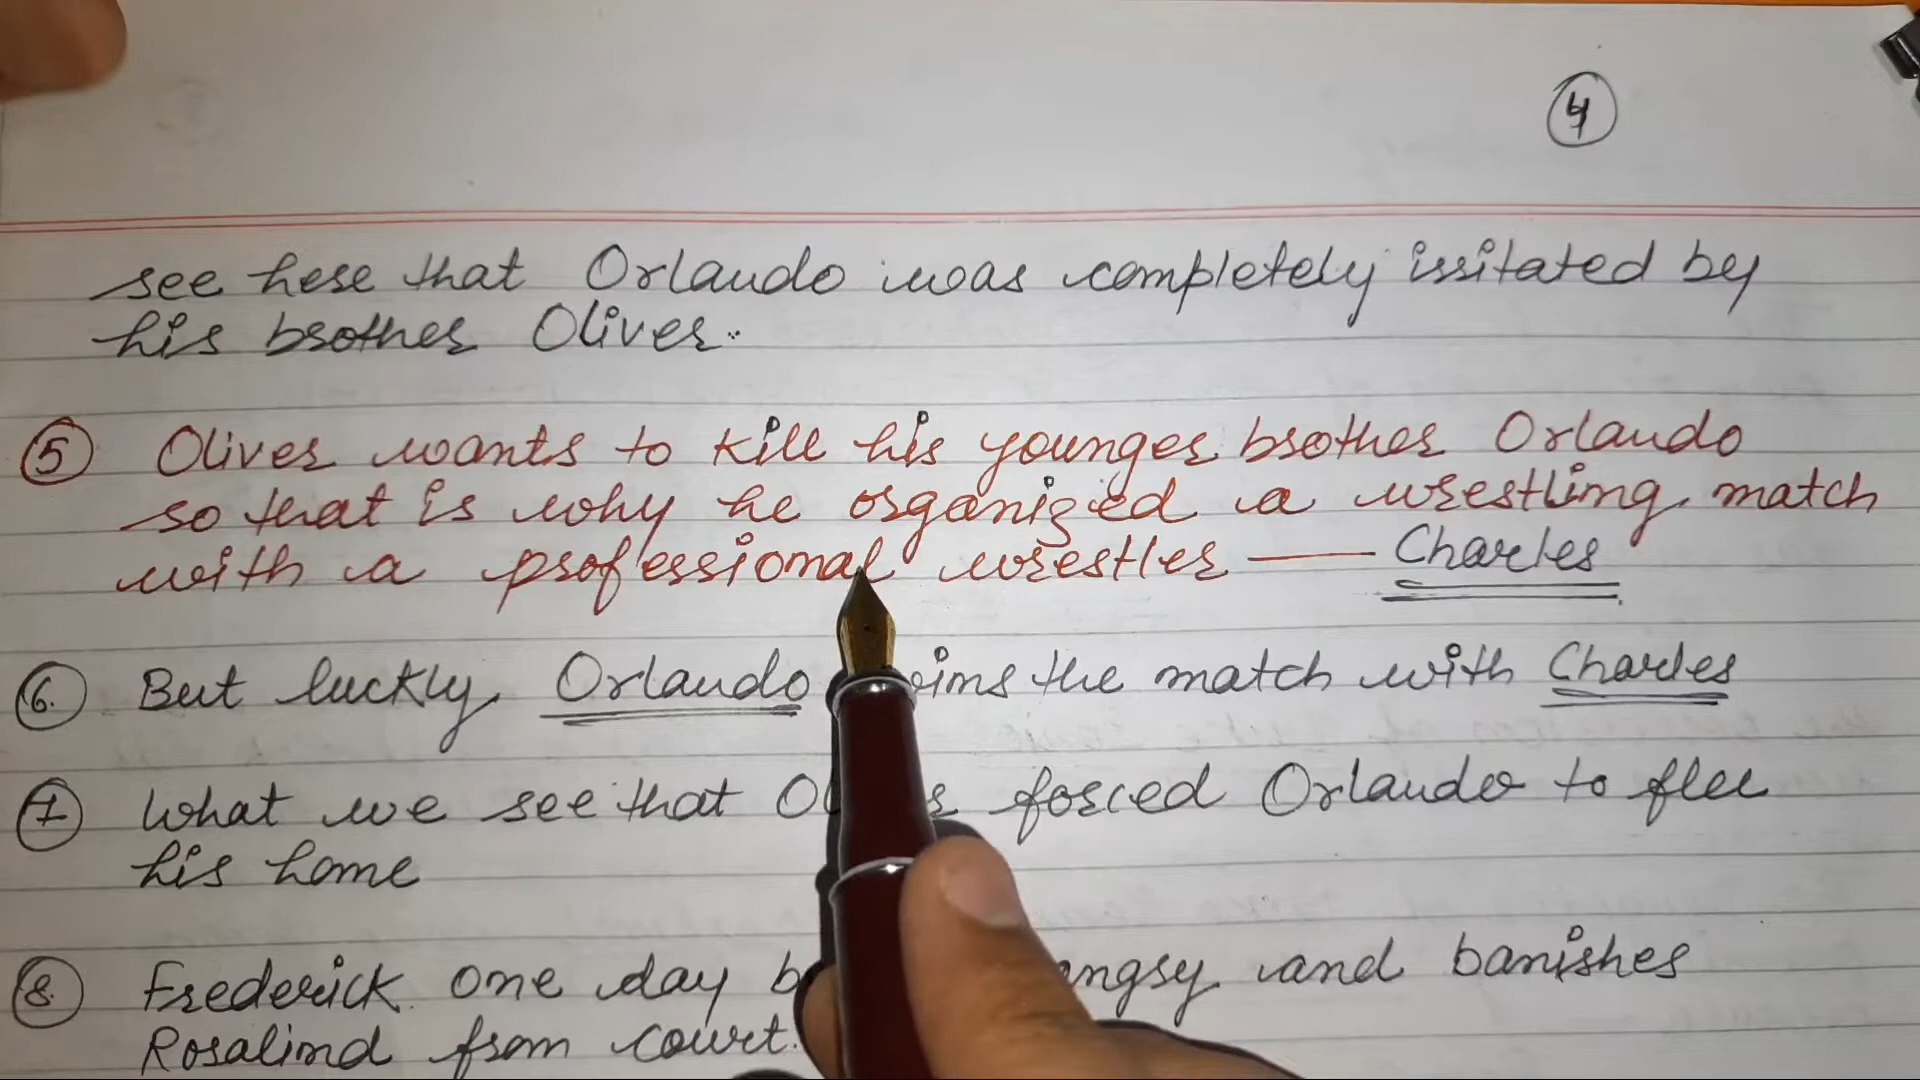 4
see here that Orlando was completely irritated by
his brother Oliver.
5 Oliver wants to kill his younger brother Orlando
so that is why he organized a wrestling match
with a professional wrestler — Charles
6. But luckly Orlando the match with Charles
7 What we see that forced Orlando to flee
his home
8. Frederick one day and banishes
Rosalind from court.